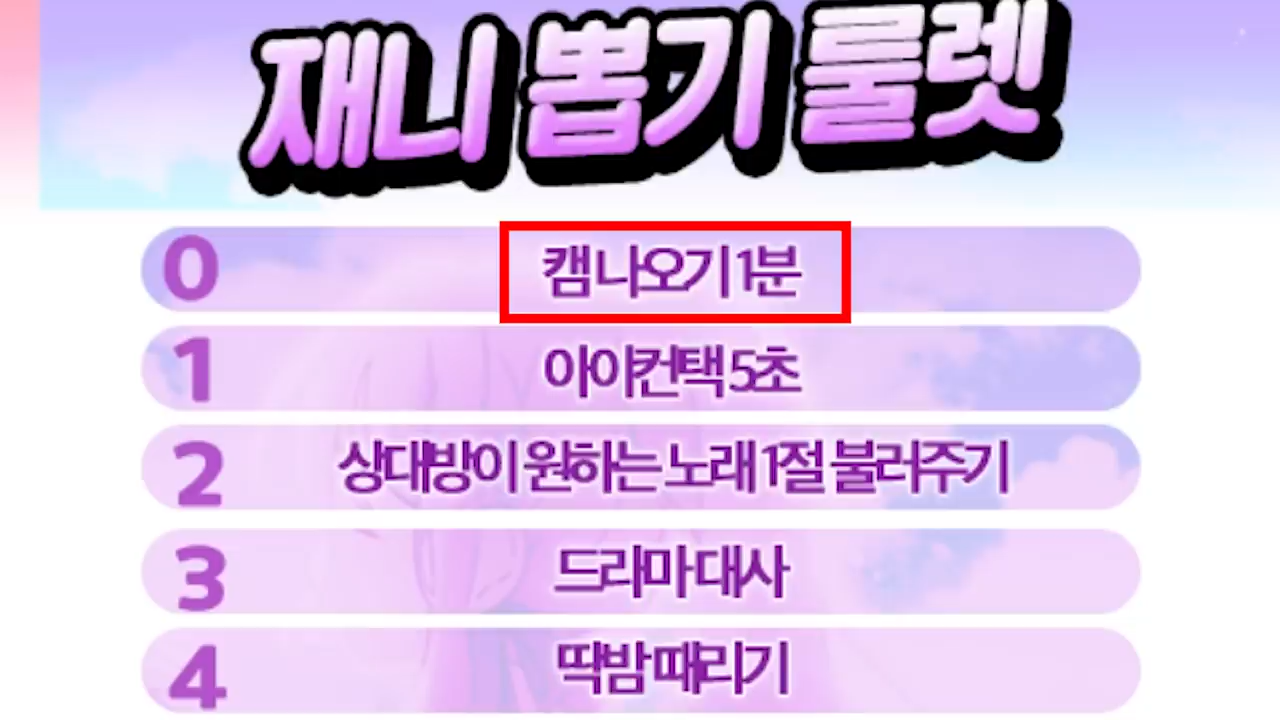 재니 뽑기 룰렛
0 캠 나오기 1분
1 아이컨택 5초
2 상대방이 원하는 노래 1절 불러주기
3 드라마 대사
4 딱밤 때리기